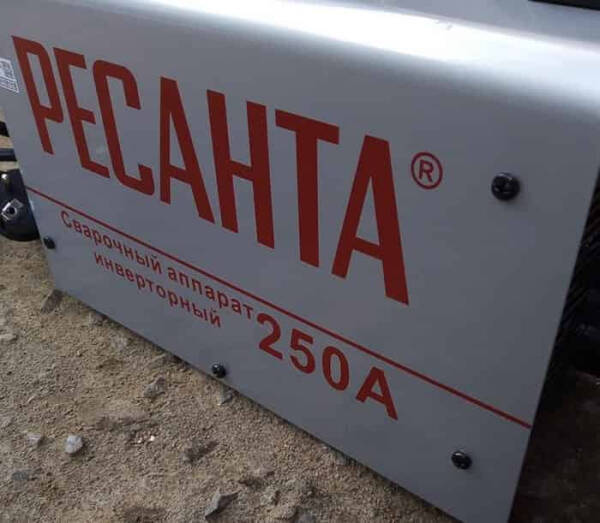 РЕСАНТА®
Сварочный аппарат
инверторный
250А